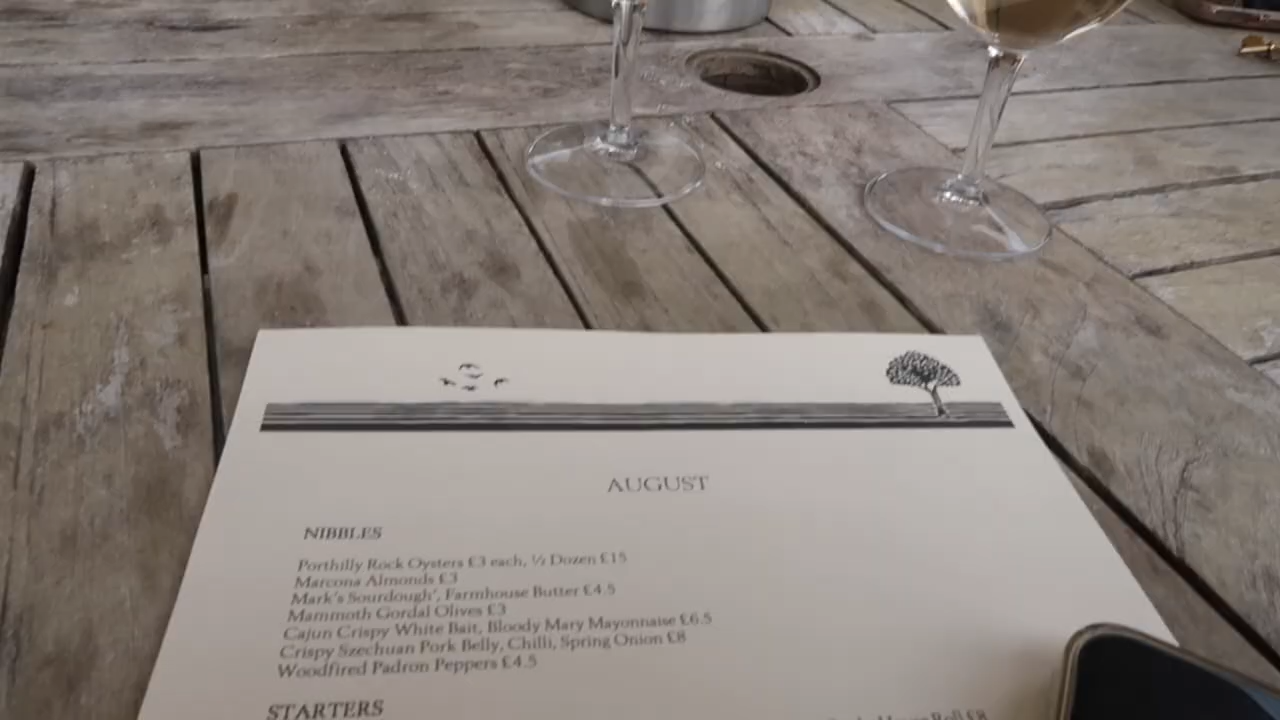 AUGUST
NIBBLES
Porthilly Rock Oysters £3 each, ½ Dozen £15
Marcona Almonds £3
Mark's Sourdough', Farmhouse Butter £4.5
Mammoth Gordal Olives £3
Cajun Crispy White Bait, Bloody Mary Mayonnaise £6.5
Crispy Szechuan Pork Belly, Chilli, Spring Onion £8
Woodfired Padron Peppers £4.5
STARTERS
Roll £8